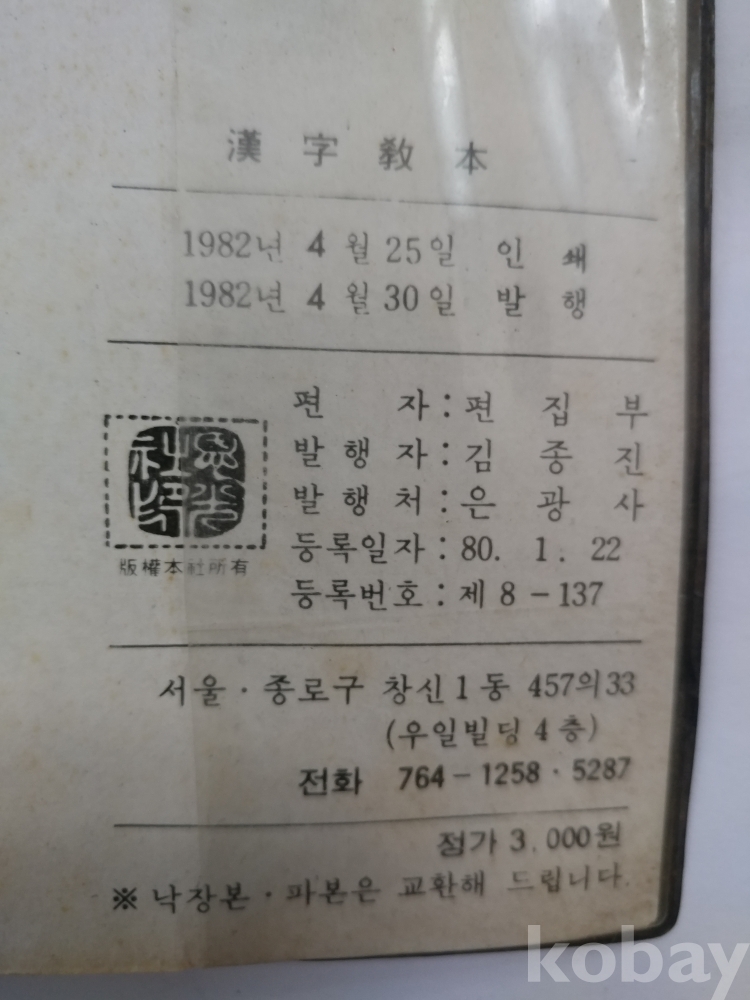 漢字敎本
1982년 4월 25일 인쇄
1982년 4월 30일 발행
편 자 : 편집부
발행자 : 김종진
발행처 : 은광사
등록일자 : 80. 1. 22
등록번호 : 제 8 - 137
版權本社所有
서울 · 종로구 창신 1 동 457의 33
(우일빌딩 4 층)
전화 764 - 1258 · 5287
정가 3,000원
※ 낙장본 · 파본은 교환해 드립니다.
kobay